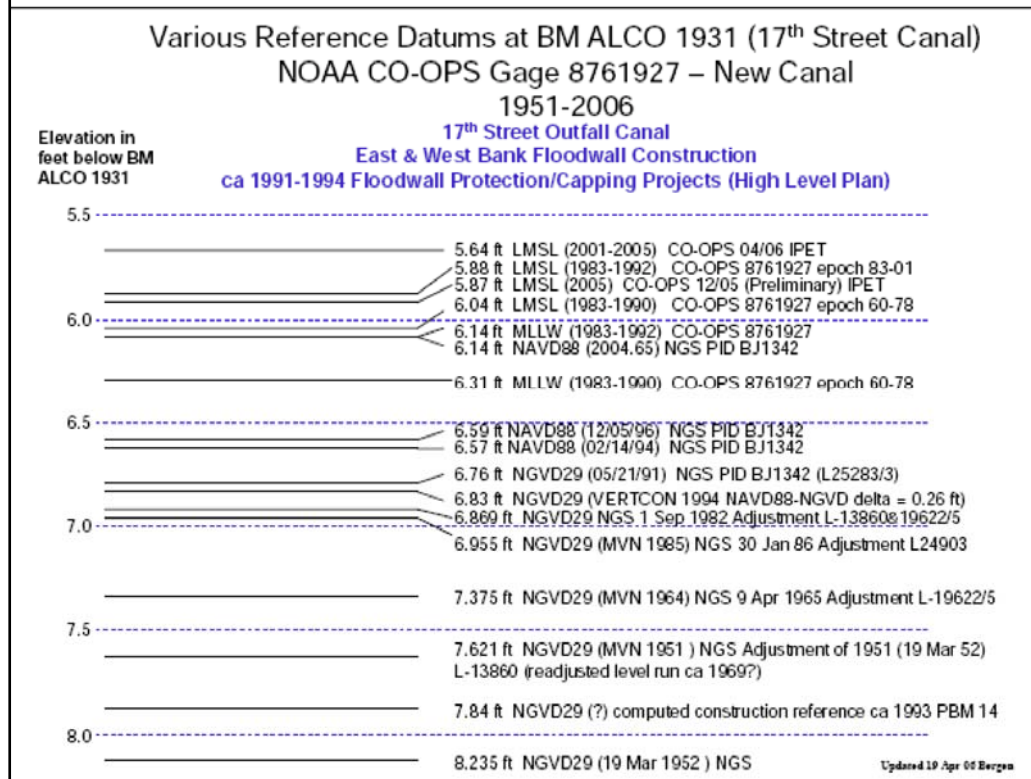 Various Reference Datums at BM ALCO 1931 (17th Street Canal)
NOAA CO-OPS Gage 8761927 – New Canal
1951-2006
17th Street Outfall Canal
East & West Bank Floodwall Construction
ca 1991-1994 Floodwall Protection/Capping Projects (High Level Plan)
Elevation in
feet below BM
ALCO 1931
5.5
5.64 ft LMSL (2001-2005) CO-OPS 04/06 IPET
5.88 ft LMSL (1983-1992) CO-OPS 8761927 epoch 83-01
5.87 ft LMSL (2005) CO-OPS 12/05 (Preliminary) IPET
6.04 ft LMSL (1983-1990) CO-OPS 8761927 epoch 60-78
6.0
6.14 ft MLLW (1983-1992) CO-OPS 8761927
6.14 ft NAVD88 (2004.65) NGS PID BJ1342
6.31 ft MLLW (1983-1990) CO-OPS 8761927 epoch 60-78
6.5
6.59 ft NAVD88 (12/05/96) NGS PID BJ1342
6.57 ft NAVD88 (02/14/94) NGS PID BJ1342
6.76 ft NGVD29 (05/21/91) NGS PID BJ1342 (L25283/3)
6.83 ft NGVD29 (VERTCON 1994 NAVD88-NGVD delta = 0.26 ft)
6.869 ft NGVD29 NGS 1 Sep 1982 Adjustment L-13860&19622/5
7.0
6.955 ft NGVD29 (MVN 1985) NGS 30 Jan 86 Adjustment L24903
7.375 ft NGVD29 (MVN 1964) NGS 9 Apr 1965 Adjustment L-19622/5
7.5
7.621 ft NGVD29 (MVN 1951 ) NGS Adjustment of 1951 (19 Mar 52)
L-13860 (readjusted level run ca 1969?)
7.84 ft NGVD29 (?) computed construction reference ca 1993 PBM 14
8.0
8.235 ft NGVD29 (19 Mar 1952 ) NGS
Updated 19 Apr 06 Bergen